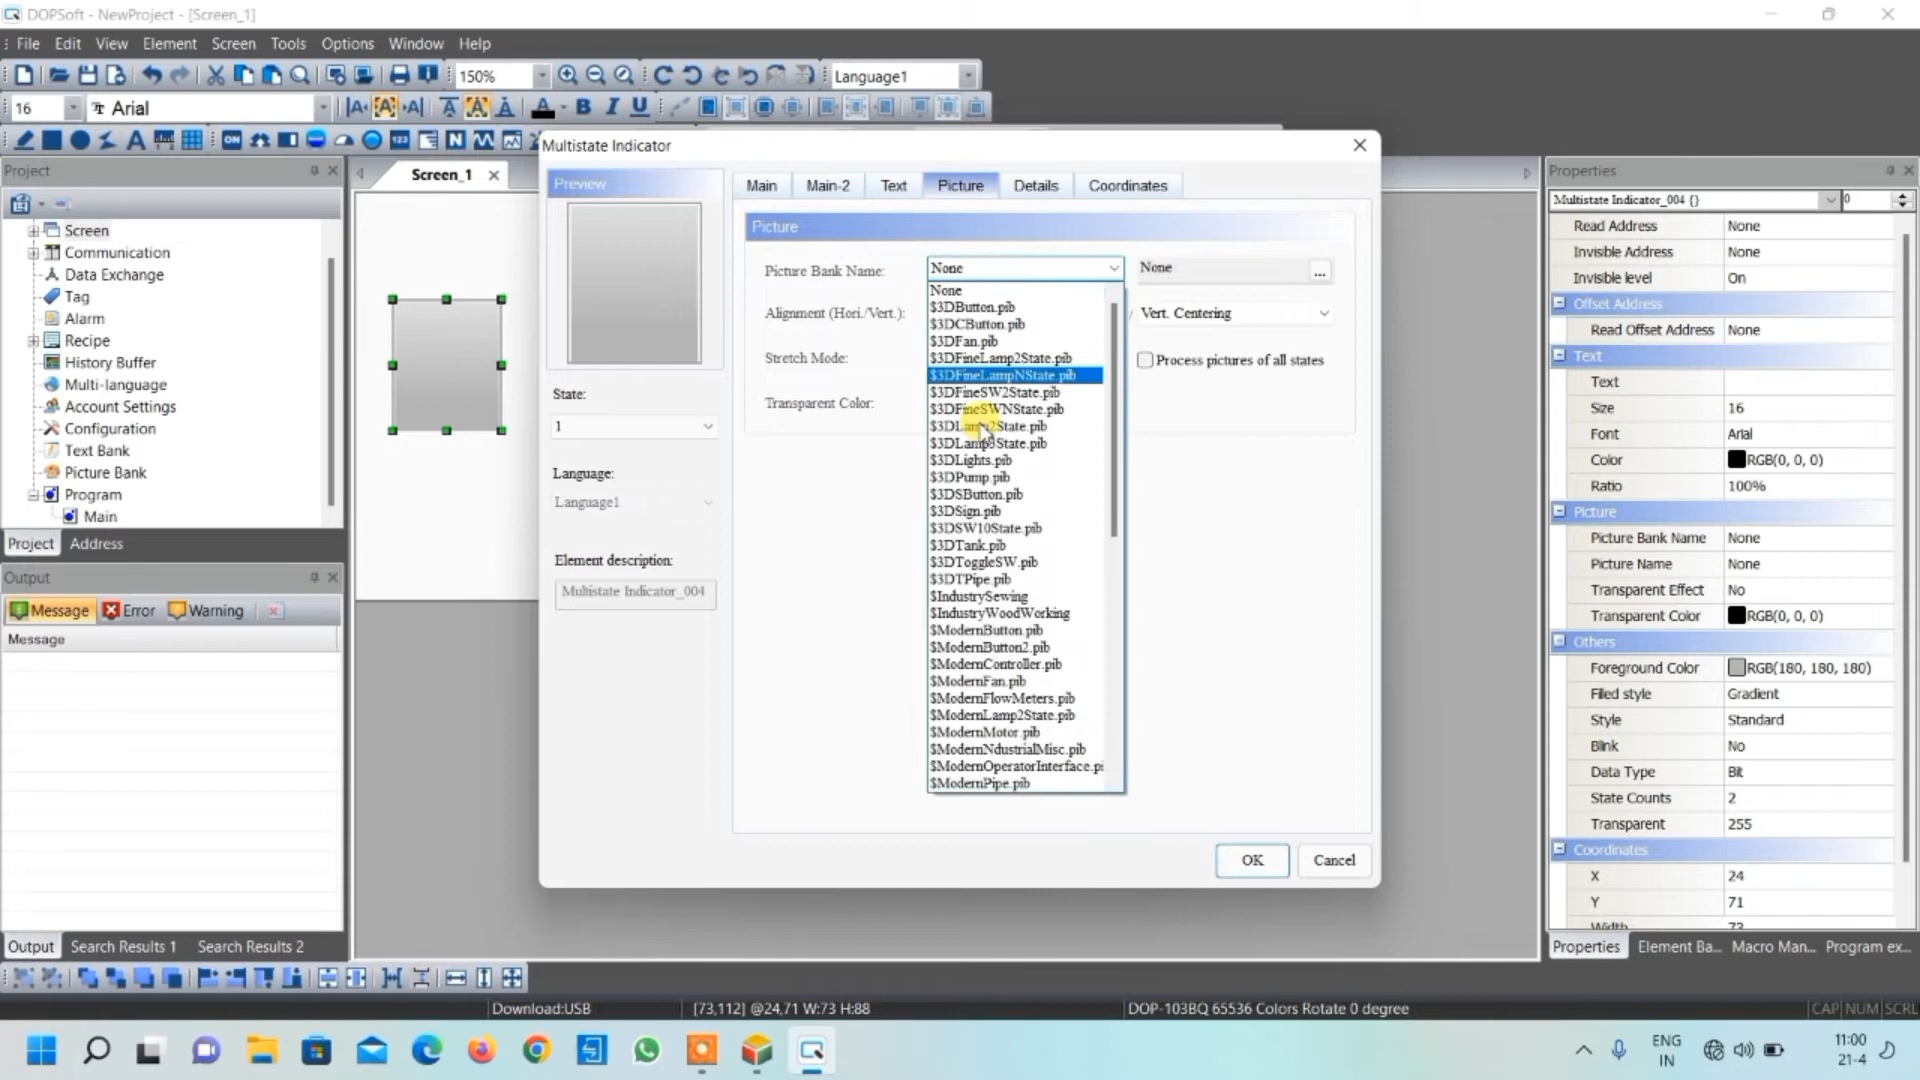 DOPSoft - NewProject - [Screen_1]
File Edit View Element Screen Tools Options Window Help
150% Language1
16 Arial
Project
Screen_1
Screen
Communication
Data Exchange
Tag
Alarm
Recipe
History Buffer
Multi-language
Account Settings
Configuration
Text Bank
Picture Bank
Program
Main
Project Address
Output
Message Error Warning
Message
Output Search Results 1 Search Results 2
Multistate Indicator
Preview
State:
1
Language:
Language1
Element description:
Multistate Indicator_004
Main Main-2 Text Picture Details Coordinates
Picture
Picture Bank Name: None None ...
Alignment (Hori./Vert.): / Vert. Centering
Stretch Mode: Process pictures of all states
Transparent Color:
None
$3DButton.pib
$3DCButton.pib
$3DFan.pib
$3DFineLamp2State.pib
$3DFineLampNState.pib
$3DFineSW2State.pib
$3DFineSWNState.pib
$3DLamp2State.pib
$3DLamp3State.pib
$3DLights.pib
$3DPump.pib
$3DSButton.pib
$3DSign.pib
$3DSW10State.pib
$3DTank.pib
$3DToggleSW.pib
$3DTPipe.pib
$IndustrySewing
$IndustryWoodWorking
$ModernButton.pib
$ModernButton2.pib
$ModernController.pib
$ModernFan.pib
$ModernFlowMeters.pib
$ModernLamp2State.pib
$ModernMotor.pib
$ModernNdustrialMisc.pib
$ModernOperatorInterface.pi
$ModernPipe.pib
OK Cancel
Properties
Multistate Indicator_004 {} 0
Read Address None
Invisible Address None
Invisible level On
Offset Address
Read Offset Address None
Text
Text
Size 16
Font Arial
Color RGB(0, 0, 0)
Ratio 100%
Picture
Picture Bank Name None
Picture Name None
Transparent Effect No
Transparent Color RGB(0, 0, 0)
Others
Foreground Color RGB(180, 180, 180)
Filled style Gradient
Style Standard
Blink No
Data Type Bit
State Counts 2
Transparent 255
Coordinates
X 24
Y 71
Width 73
Properties Element Ba... Macro Man... Program ex...
Download:USB [73,112] @24,71 W:73 H:88 DOP-103BQ 65536 Colors Rotate 0 degree CAP NUM SCRL
ENG
IN
11:00
21-4